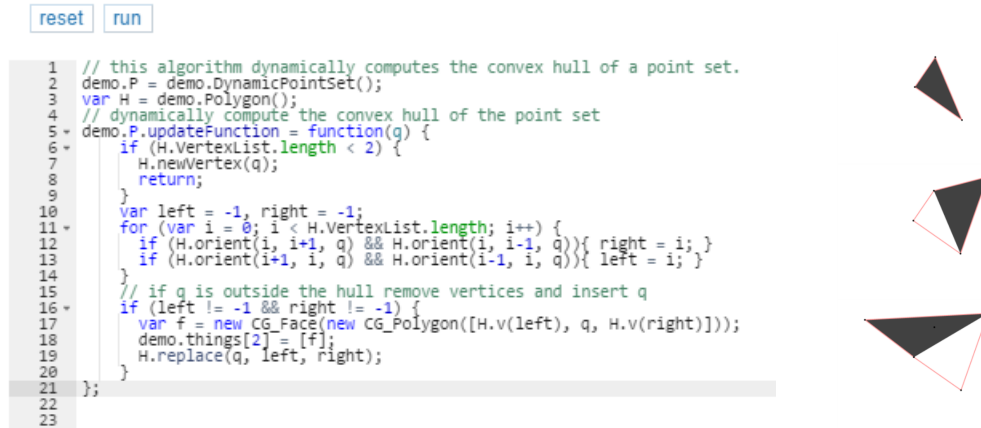 reset run
1 // this algorithm dynamically computes the convex hull of a point set.
2 demo.P = demo.DynamicPointSet();
3 var H = demo.Polygon();
4 // dynamically compute the convex hull of the point set
5 demo.P.updateFunction = function(q) {
6 if (H.VertexList.length < 2) {
7 H.newVertex(q);
8 return;
9 }
10 var left = -1, right = -1;
11 for (var i = 0; i < H.VertexList.length; i++) {
12 if (H.orient(i, i+1, q) && H.orient(i, i-1, q)){ right = i; }
13 if (H.orient(i+1, i, q) && H.orient(i-1, i, q)){ left = i; }
14 }
15 // if q is outside the hull remove vertices and insert q
16 if (left != -1 && right != -1) {
17 var f = new CG_Face(new CG_Polygon([H.v(left), q, H.v(right)]));
18 demo.things[2] = [f];
19 H.replace(q, left, right);
20 }
21 };
22
23